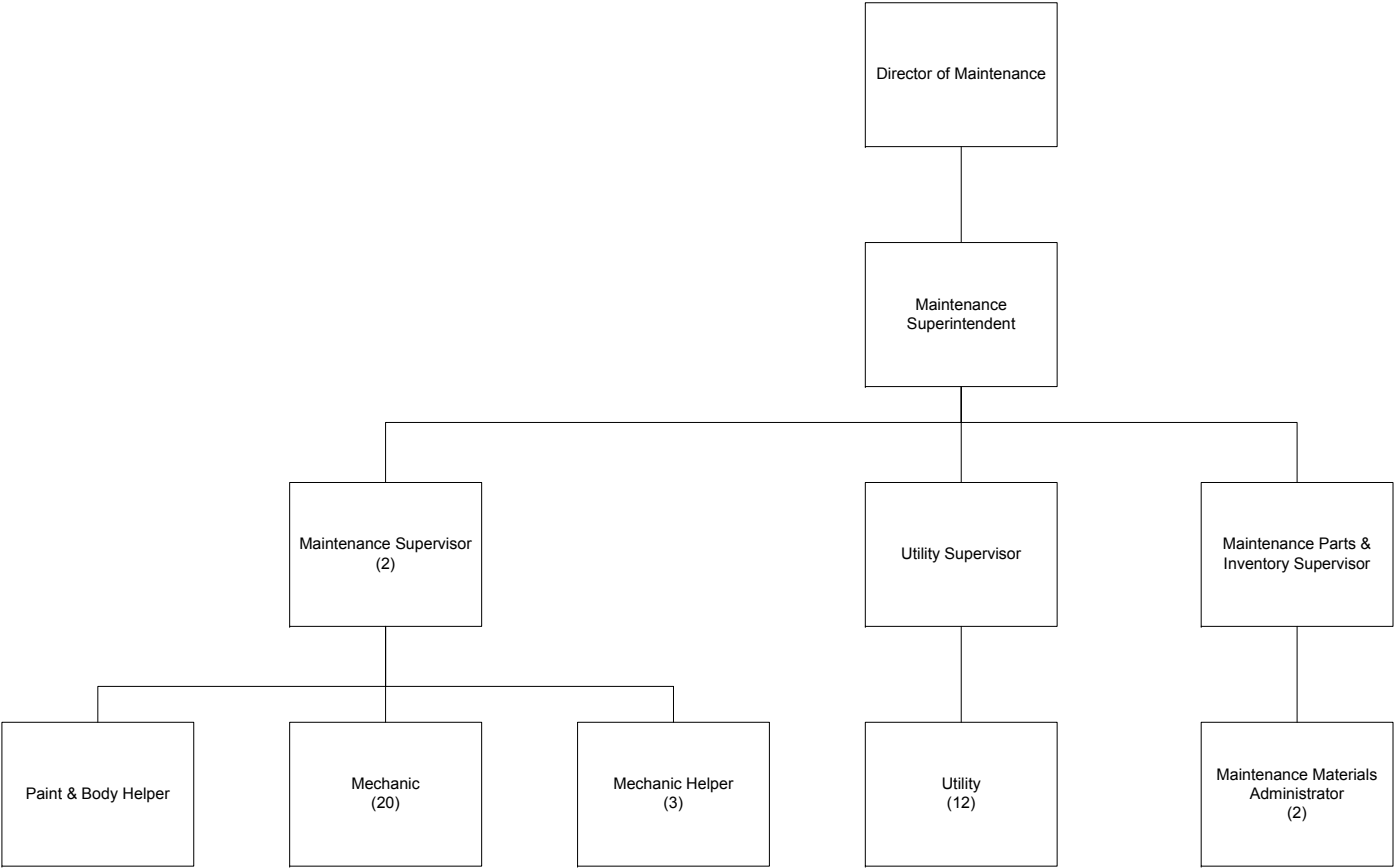 Director of Maintenance
Maintenance
Superintendent
Maintenance Supervisor
(2)
Utility Supervisor
Maintenance Parts &
Inventory Supervisor
Paint & Body Helper
Mechanic
(20)
Mechanic Helper
(3)
Utility
(12)
Maintenance Materials
Administrator
(2)